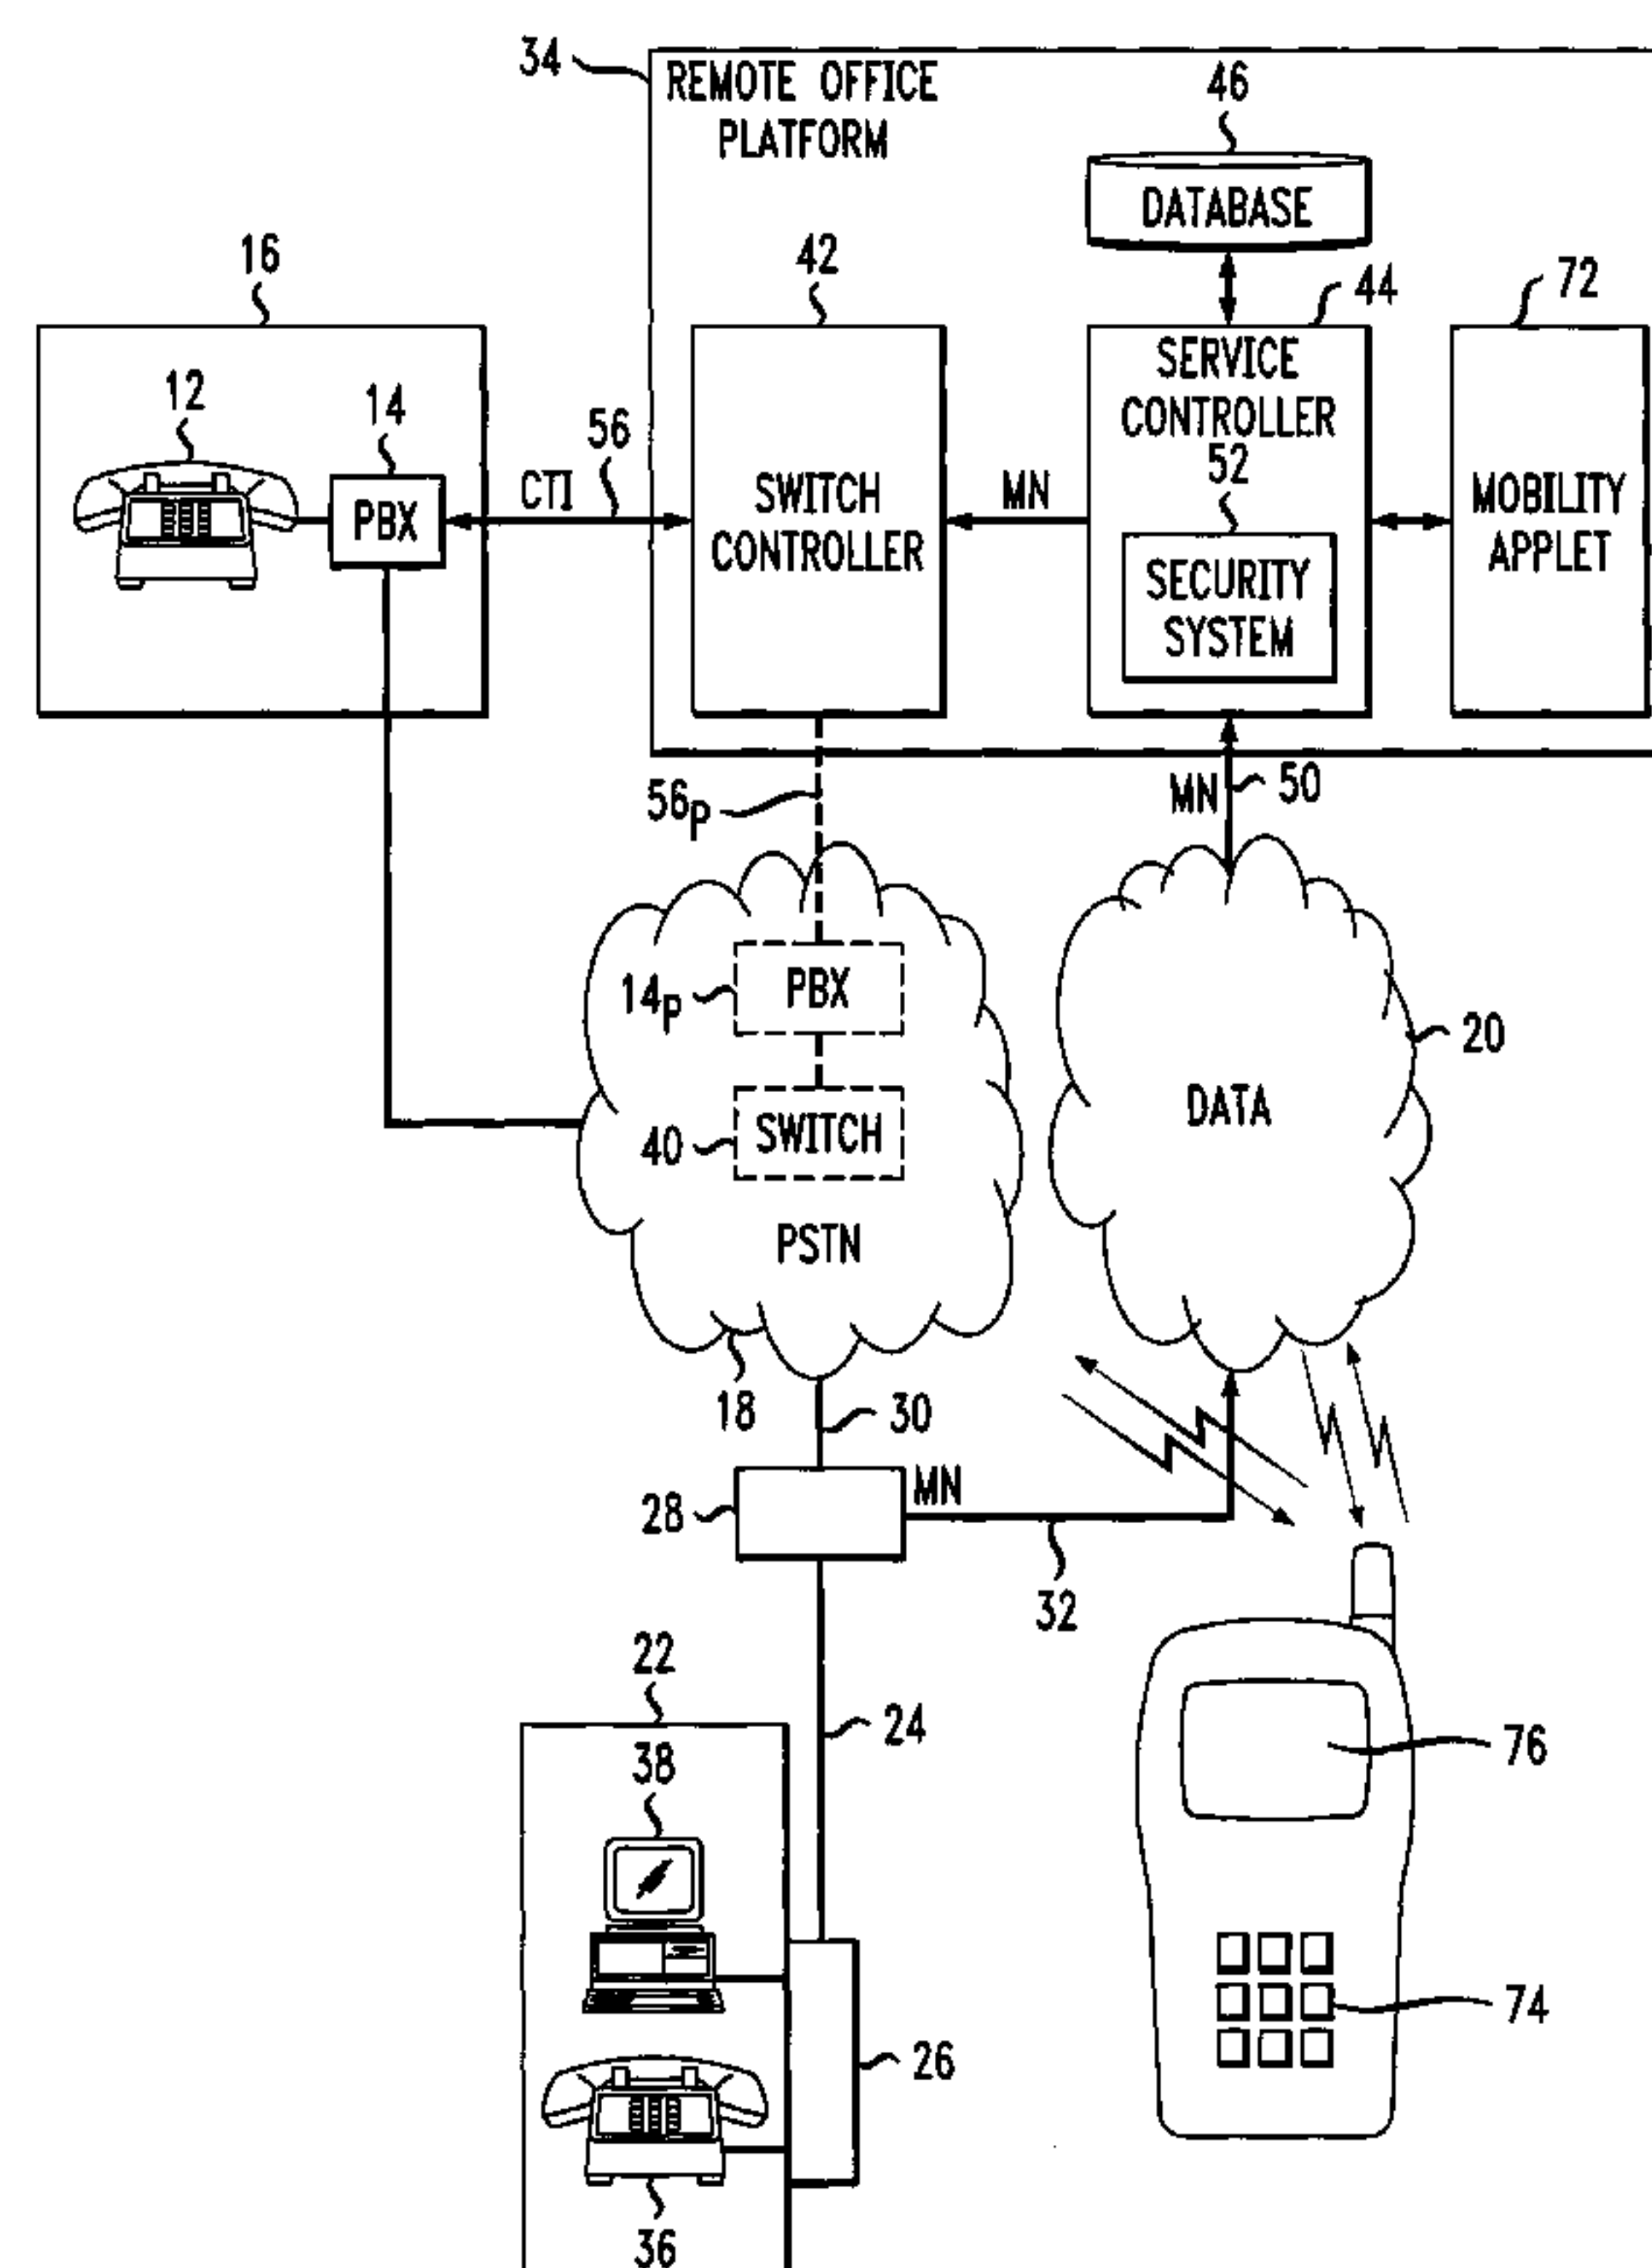 34
REMOTE OFFICE
PLATFORM
46
DATABASE
16
42
44
72
12
14
PBX
CTI
56
SWITCH
CONTROLLER
MN
SERVICE
CONTROLLER
52
SECURITY
SYSTEM
MOBILITY
APPLET
56P
MN
50
14P
PBX
40
SWITCH
PSTN
DATA
20
18
30
28
MN
32
22
24
38
76
74
26
36